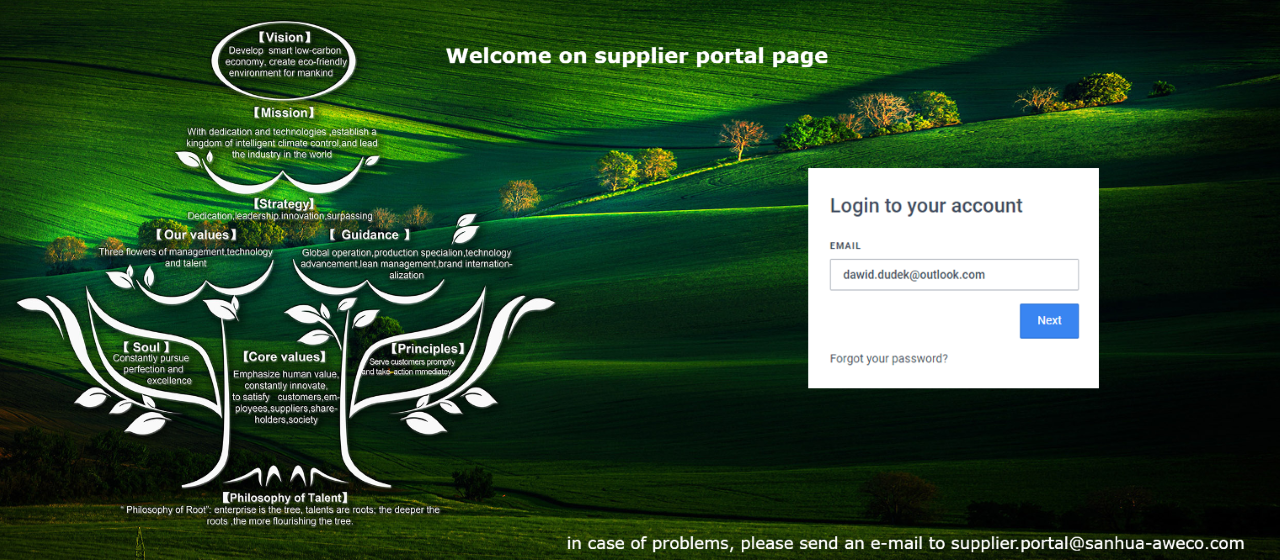 【Vision】
Develop smart low-carbon
economy, create eco-friendly
environment for mankind
Welcome on supplier portal page
【Mission】
With dedication and technologies ,establish a
kingdom of intelligent climate control,and lead
the industry in the world
【Strategy】
Dedication,leadership innovation,surpassing
【Our values】
Three flowers of management,technology
and talent
【 Guidance 】
Global operation,production specialion,technology
advancement,lean management,brand internation-
alization
【 Soul 】
Constantly pursue
perfection and
excellence
【Core values】
Emphasize human value,
constantly innovate,
to satisfy customers,em-
ployees,suppliers,share-
holders,society
【Principles】
Serve customers promptly
and take action mmediatey
【Philosophy of Talent】
“ Philosophy of Root”: enterprise is the tree, talents are roots; the deeper the
roots ,the more flourishing the tree.
Login to your account
EMAIL
dawid.dudek@outlook.com
Next
Forgot your password?
in case of problems, please send an e-mail to supplier.portal@sanhua-aweco.com